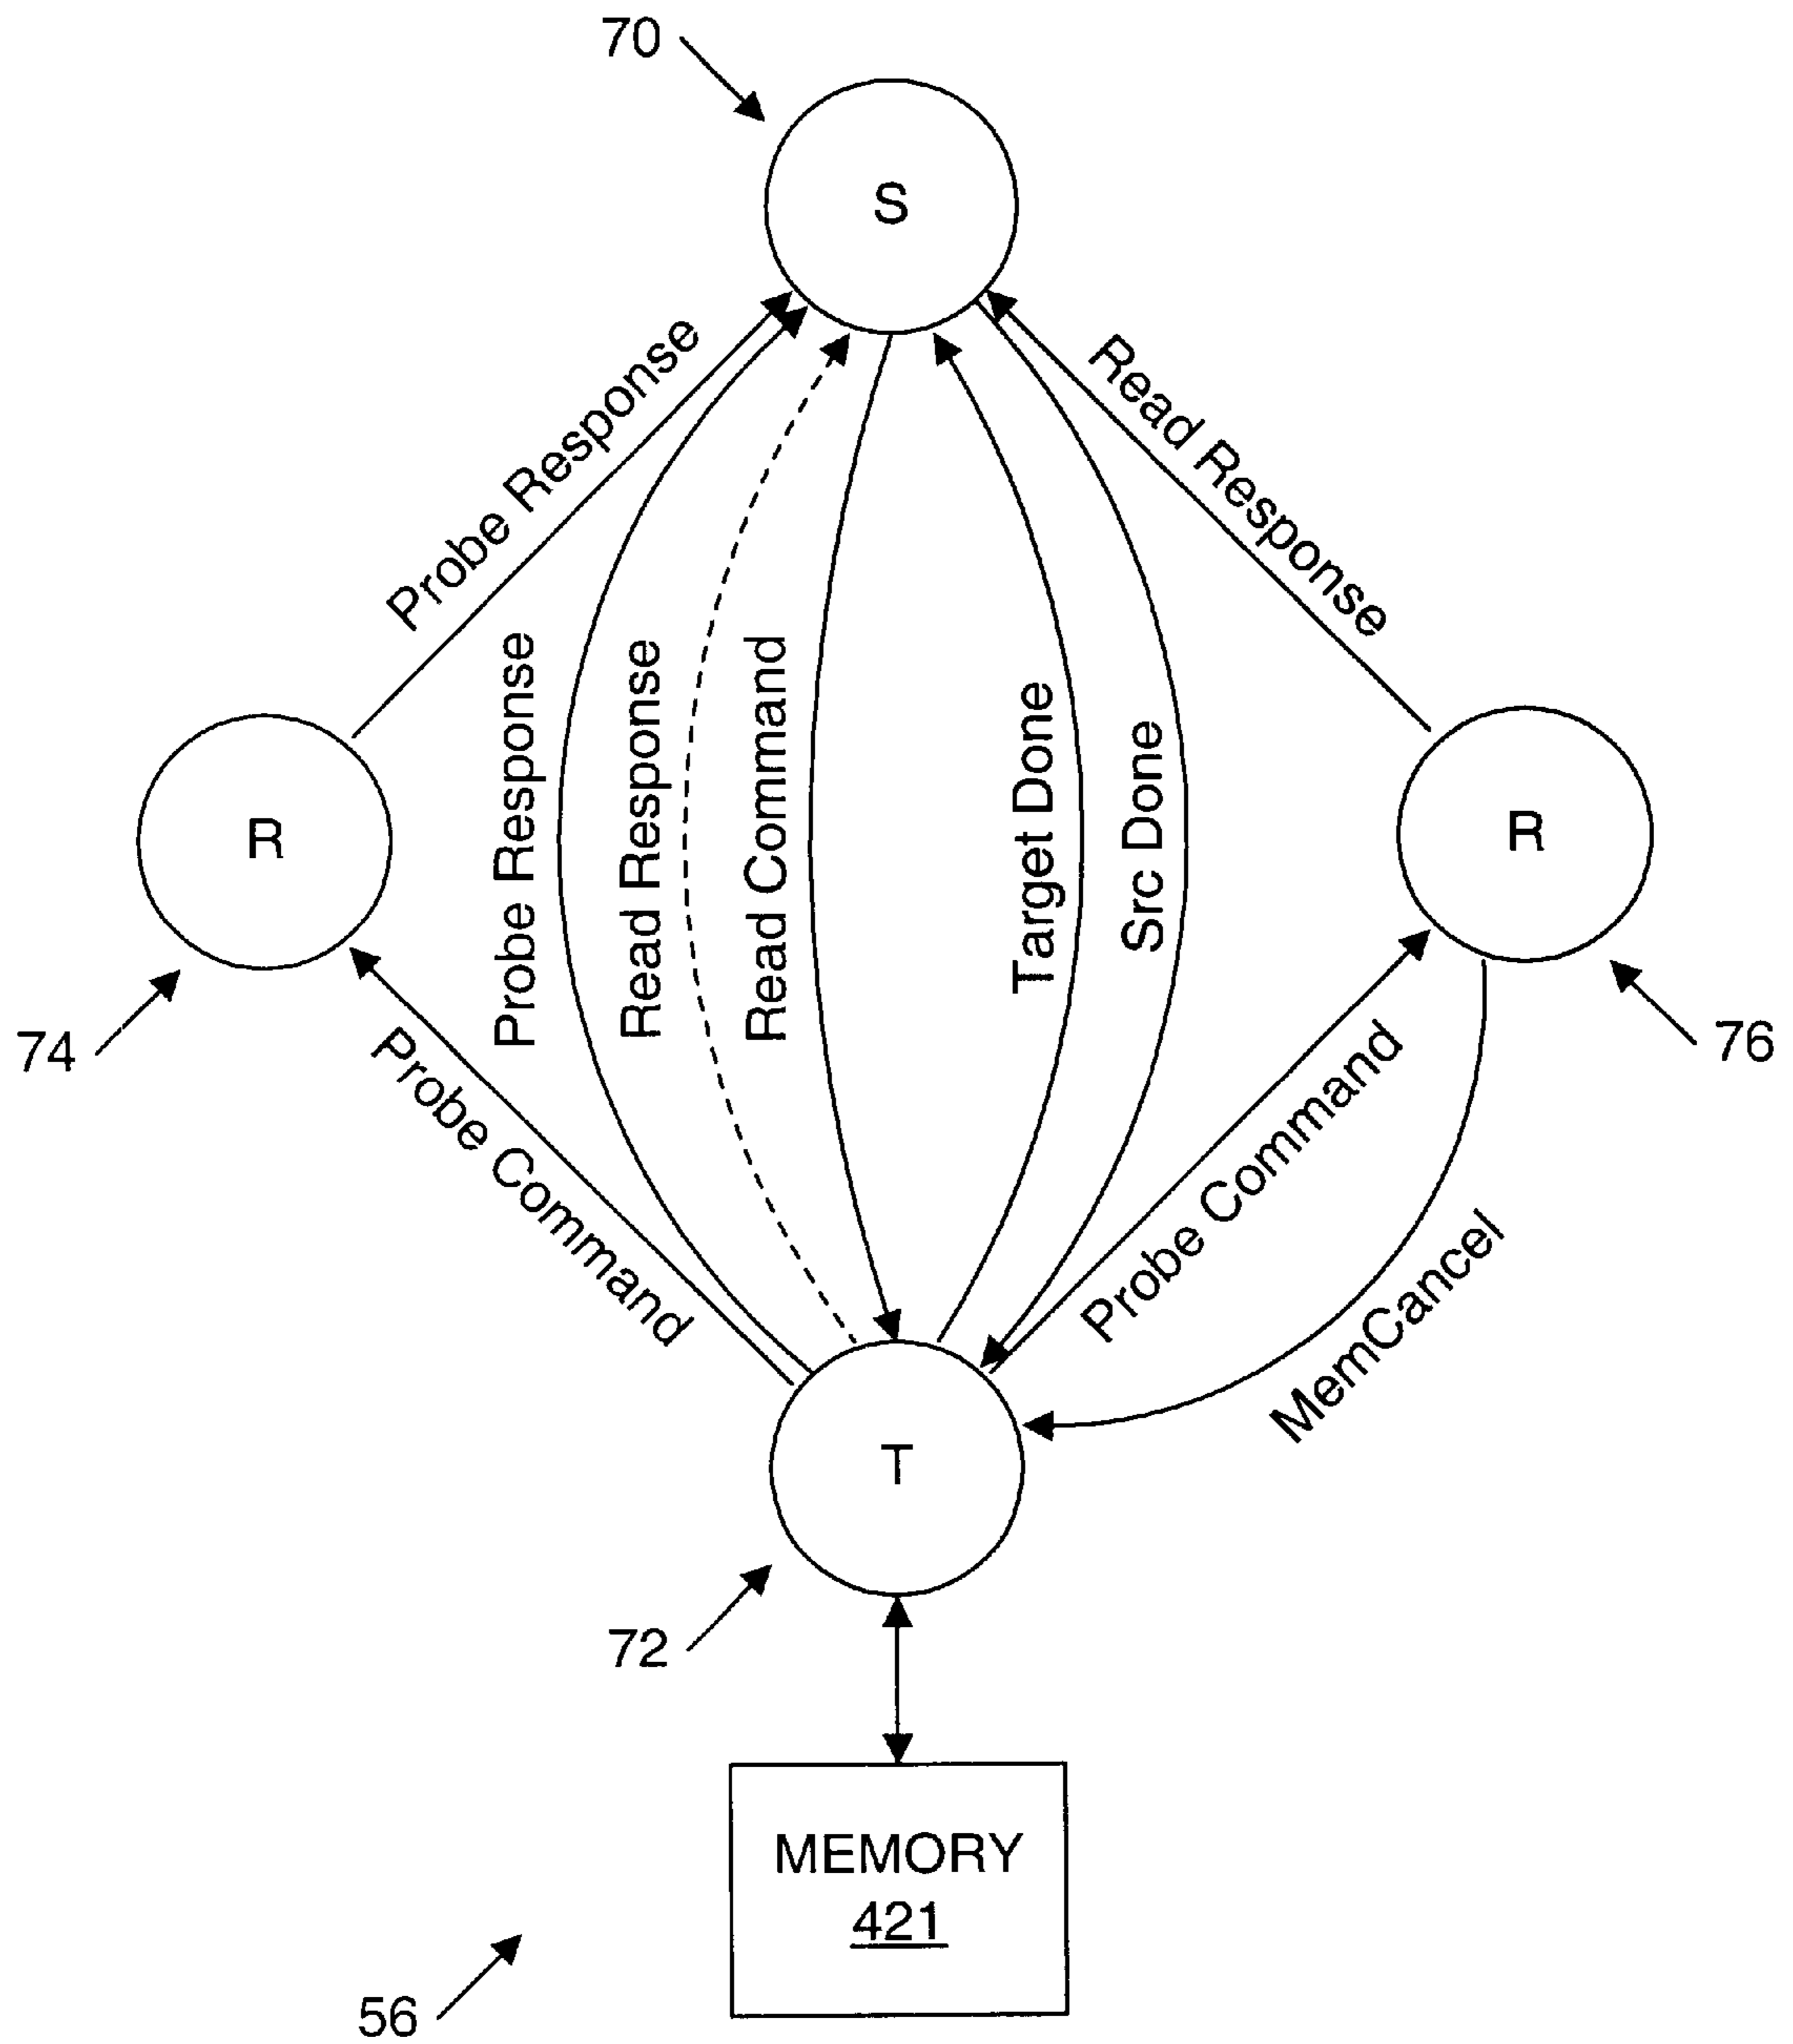 70
S
Probe Response
Read Response
R
Probe Response
Read Response
Read Command
Target Done
Src Done
R
74
76
Probe Command
Probe Command
MemCancel
T
72
MEMORY
421
56